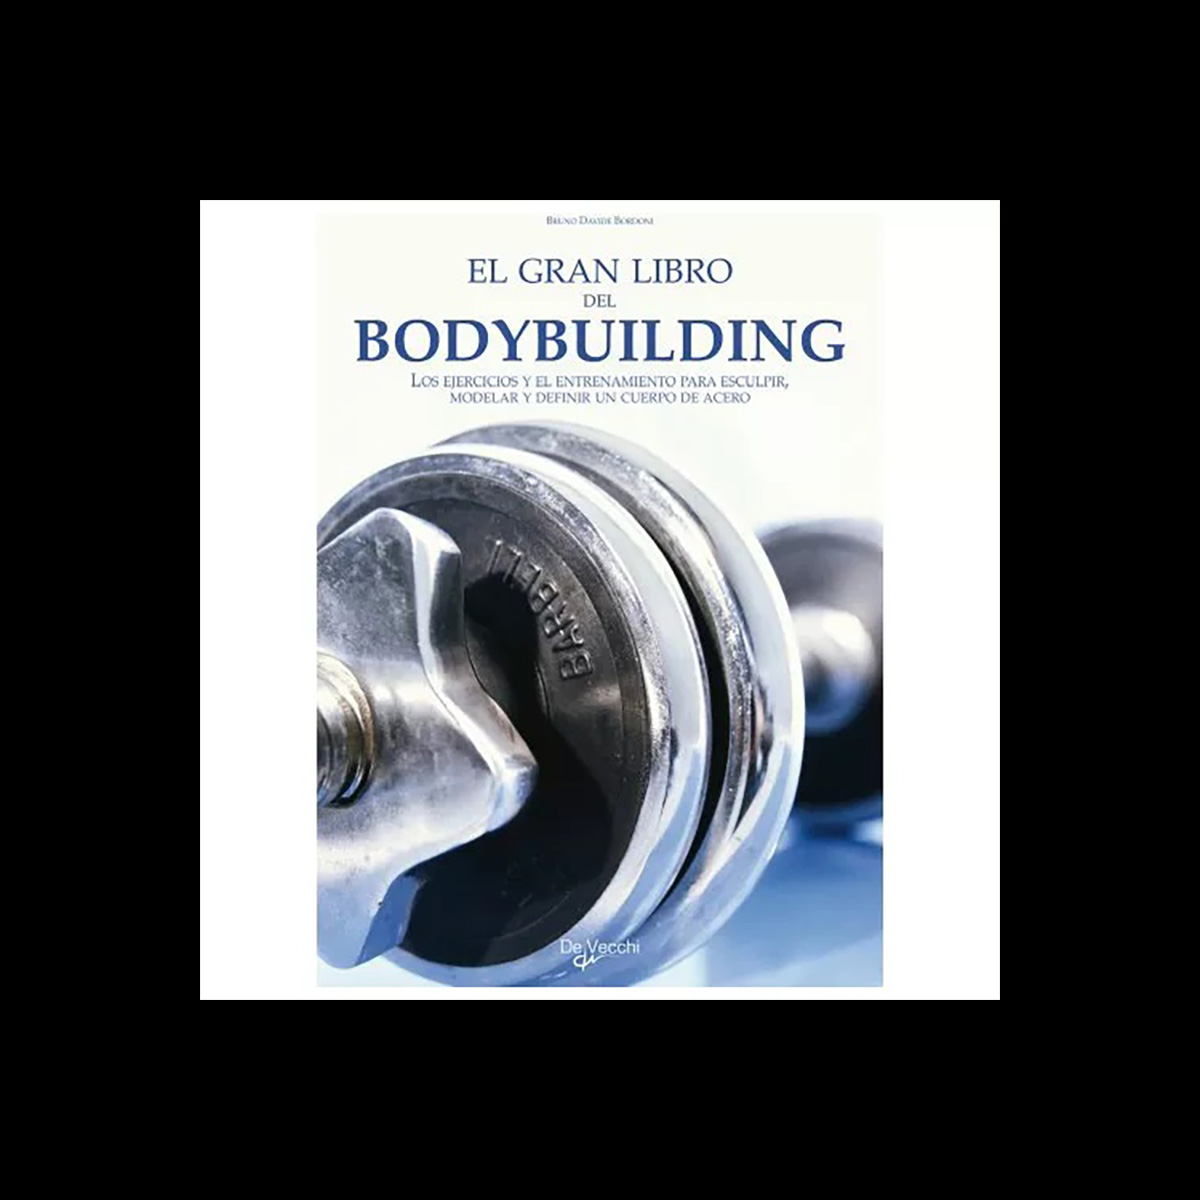 Bruno Davide Bordoni
EL GRAN LIBRO
DEL
BODYBUILDING
Los ejercicios y el entrenamiento para esculpir,
modelar y definir un cuerpo de acero
BARBELL
De Vecchi